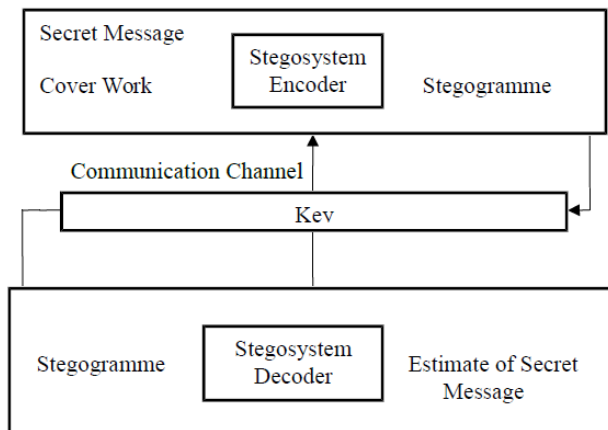 Secret Message
Stegosystem
Encoder
Cover Work
Stegogramme
Communication Channel
Kev
Stegogramme
Stegosystem
Decoder
Estimate of Secret
Message